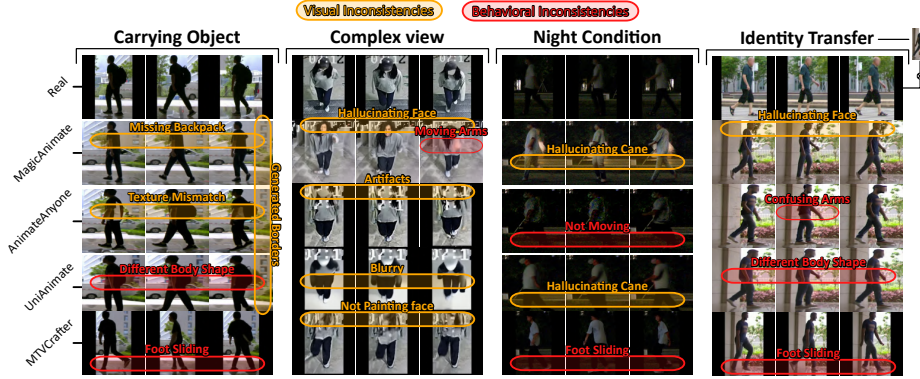 Visual Inconsistencies
Behavioral Inconsistencies
Carrying Object
Complex view
Night Condition
Identity Transfer
Real
MagicAnimate
AnimateAnyone
UniAnimate
MTVCrafter
Missing Backpack
Texture Mismatch
Different Body Shape
Foot Sliding
Generated Borders
Hallucinating Face
Moving Arms
Artifacts
Blurry
Not Painting face
Hallucinating Cane
Not Moving
Hallucinating Cane
Foot Sliding
Hallucinating Face
Confusing Arms
Different Body Shape
Foot Sliding